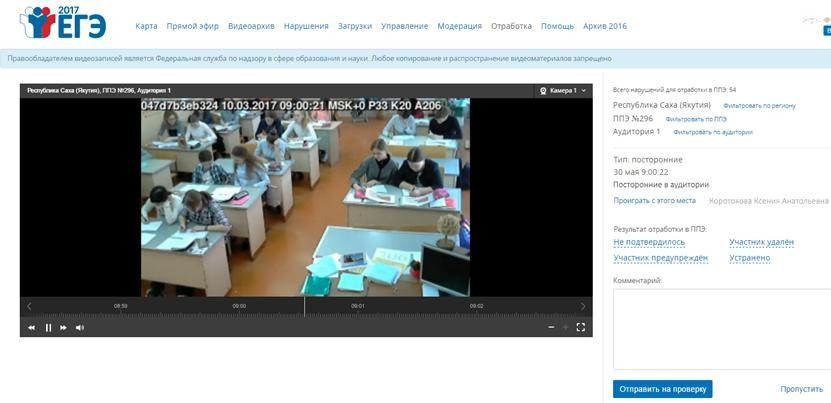 2017
ЕГЭ
Карта Прямой эфир Видеоархив Нарушения Загрузки Управление Модерация Отработка Помощь Архив 2016
Правообладателем видеозаписей является Федеральная служба по надзору в сфере образования и науки. Любое копирование и распространение видеоматериалов запрещено
Республика Саха (Якутия), ППЭ №296, Аудитория 1
Камера 1
047d7b3eb324 10.03.2017 09:00:21 MSK+0 P33 K20 A206
08:59 09:00 09:01 09:02
Всего нарушений для отработки в ППЭ: 54
Республика Саха (Якутия) Фильтровать по региону
ППЭ №296 Фильтровать по ППЭ
Аудитория 1 Фильтровать по аудитории
Тип: посторонние
30 мая 9:00:22
Посторонние в аудитории
Проиграть с этого места Коротокова Ксения Анатольевна
Результат отработки в ППЭ:
Не подтвердилось Участник удалён
Участник предупреждён Устранено
Комментарий:
Отправить на проверку Пропустить